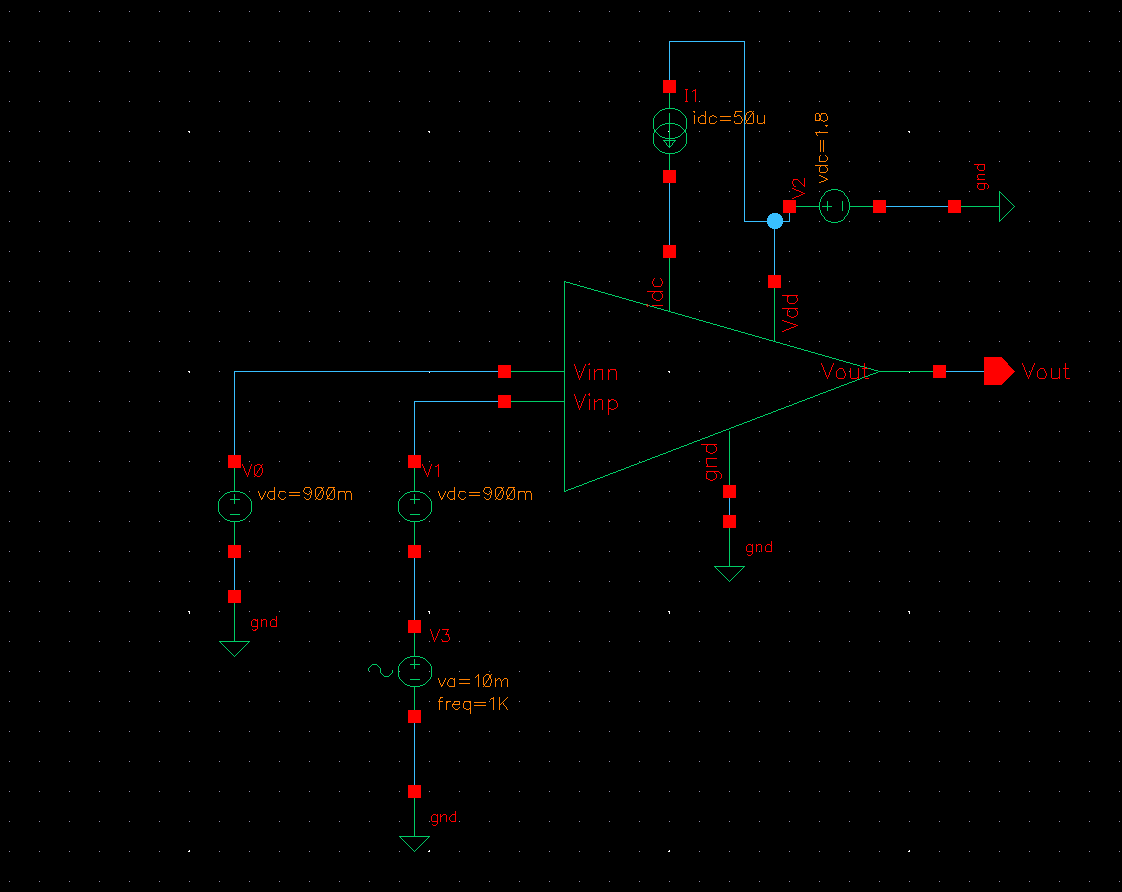 I1
idc=50u
vdc=1.8
V2
gnd
idc
Vdd
Vinn
Vinp
Vout
Vout
gnd
gnd
V0
vdc=900m
V1
vdc=900m
gnd
V3
va=10m
freq=1K
gnd